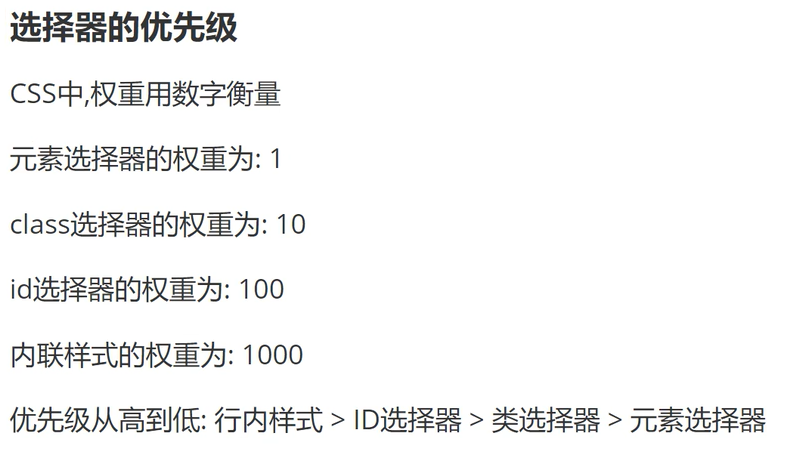 选择器的优先级
CSS中,权重用数字衡量
元素选择器的权重为: 1
class选择器的权重为: 10
id选择器的权重为: 100
内联样式的权重为: 1000
优先级从高到低: 行内样式 > ID选择器 > 类选择器 > 元素选择器